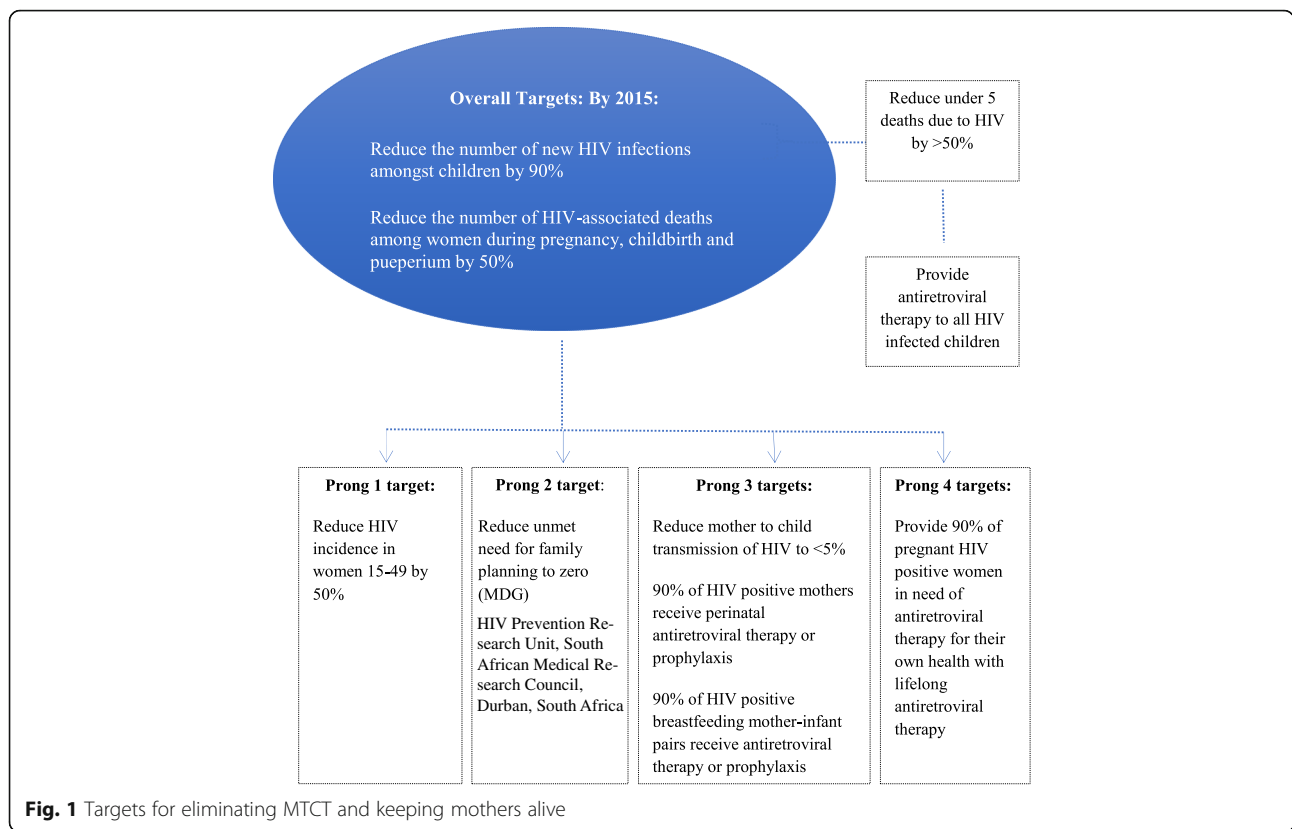 Overall Targets: By 2015:
Reduce the number of new HIV infections
amongst children by 90%
Reduce the number of HIV-associated deaths
among women during pregnancy, childbirth and
pueperium by 50%
Reduce under 5
deaths due to HIV
by >50%
Provide
antiretroviral
therapy to all HIV
infected children
Prong 1 target:
Reduce HIV
incidence in
women 15-49 by
50%
Prong 2 target:
Reduce unmet
need for family
planning to zero
(MDG)
HIV Prevention Re-
search Unit, South
African Medical Re-
search Council,
Durban, South Africa
Prong 3 targets:
Reduce mother to child
transmission of HIV to <5%
90% of HIV positive mothers
receive perinatal
antiretroviral therapy or
prophylaxis
90% of HIV positive
breastfeeding mother-infant
pairs receive antiretroviral
therapy or prophylaxis
Prong 4 targets:
Provide 90% of
pregnant HIV
positive women
in need of
antiretroviral
therapy for their
own health with
lifelong
antiretroviral
therapy
Fig. 1 Targets for eliminating MTCT and keeping mothers alive